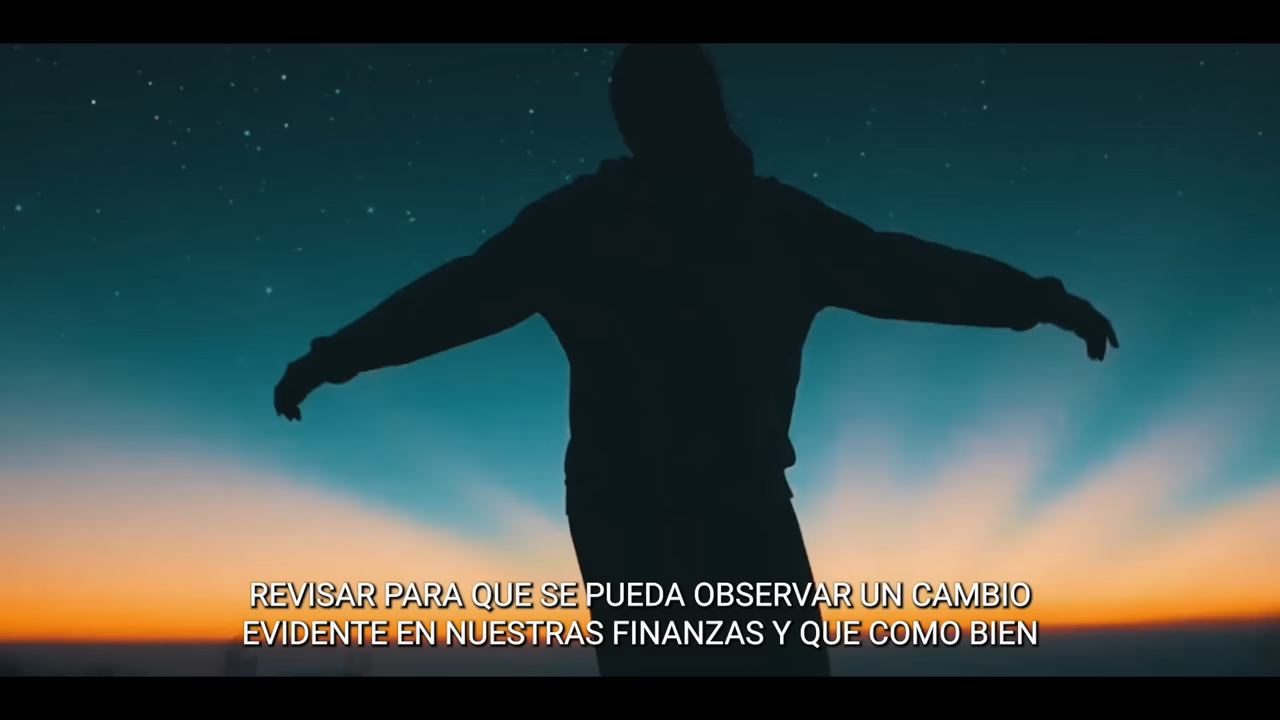 REVISAR PARA QUE SE PUEDA OBSERVAR UN CAMBIO
EVIDENTE EN NUESTRAS FINANZAS Y QUE COMO BIEN